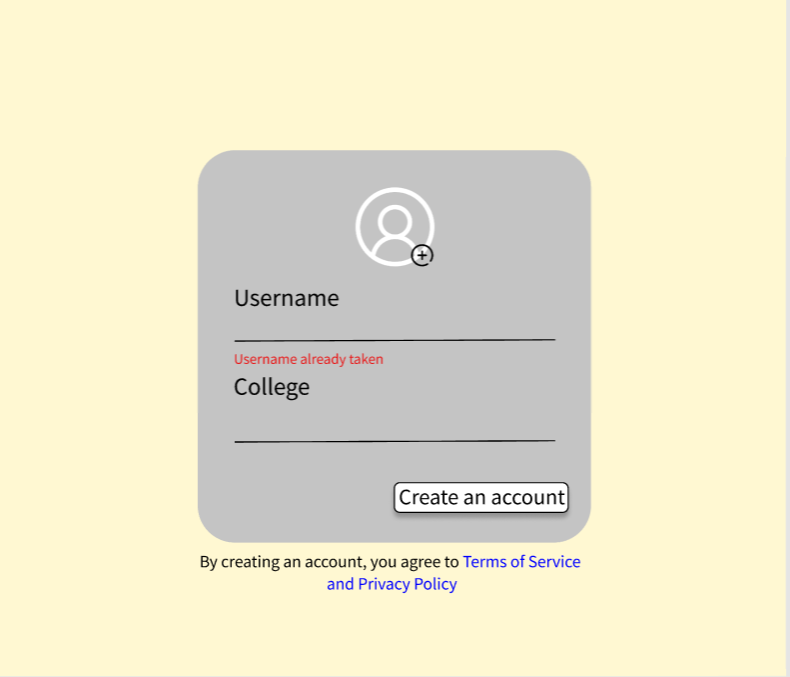 Username
Username already taken
College
Create an account
By creating an account, you agree to Terms of Service
and Privacy Policy